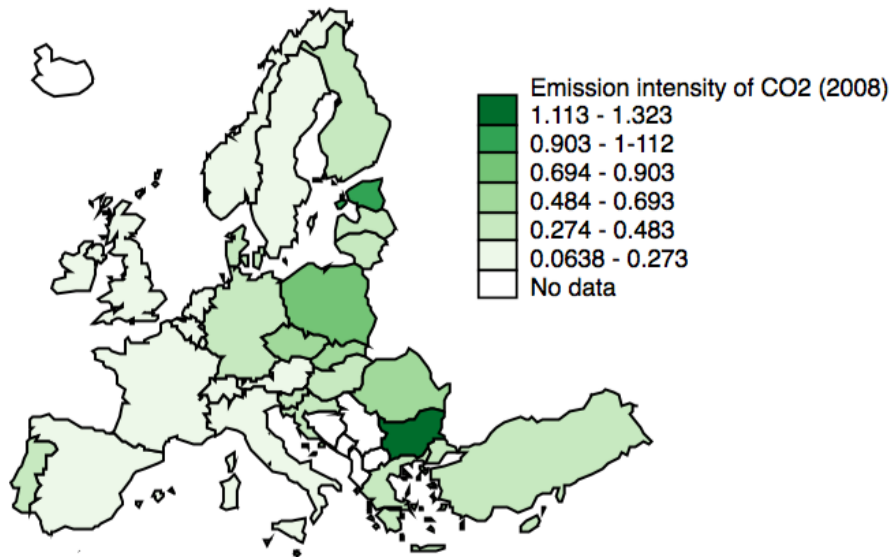 Emission intensity of CO2 (2008)
1.113 - 1.323
0.903 - 1-112
0.694 - 0.903
0.484 - 0.693
0.274 - 0.483
0.0638 - 0.273
No data